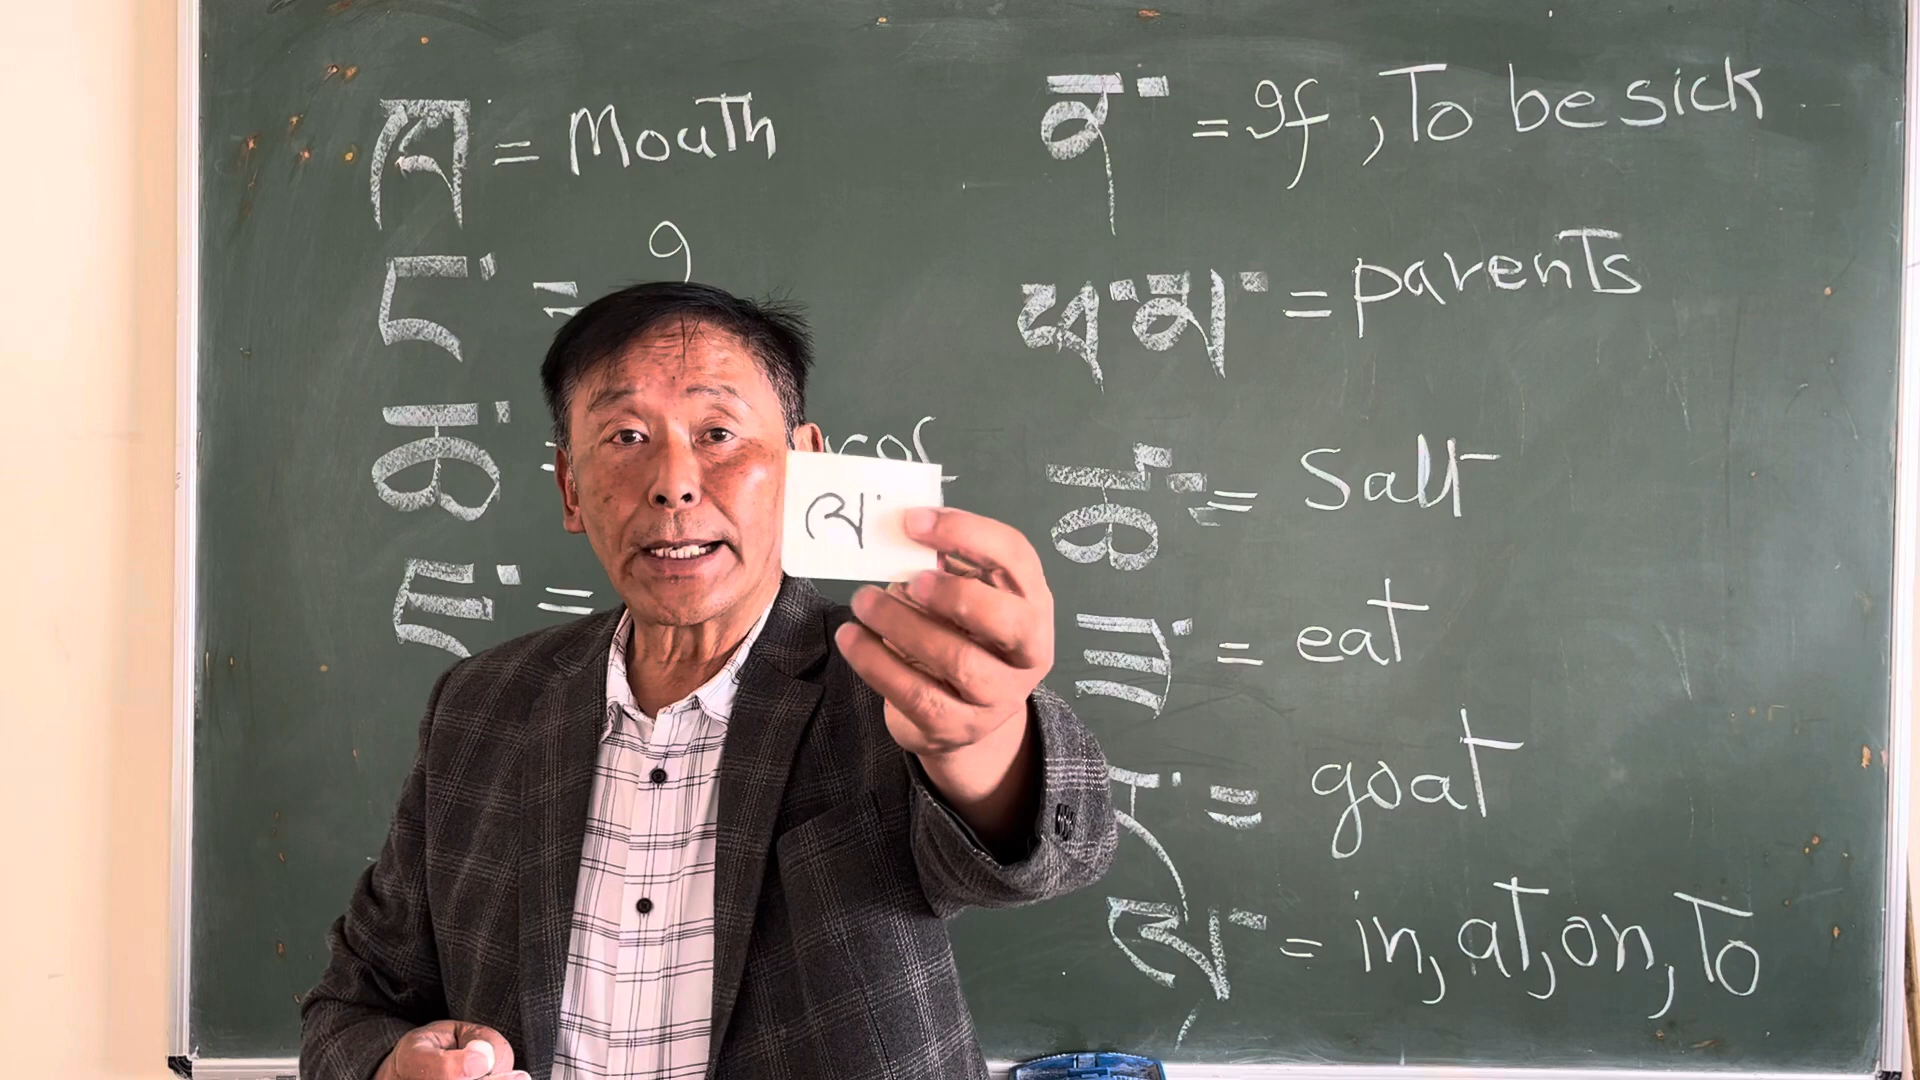 ཁ་ = Mouth
ང་ = I
ཆ་ =
ཇ་ =
ན་ = If, To be sick
ཕ་མ་ = parents
ཚ་ = Salt
ཟ་ = eat
ར་ = goat
ལ་ = in, at, on, To
ལ་